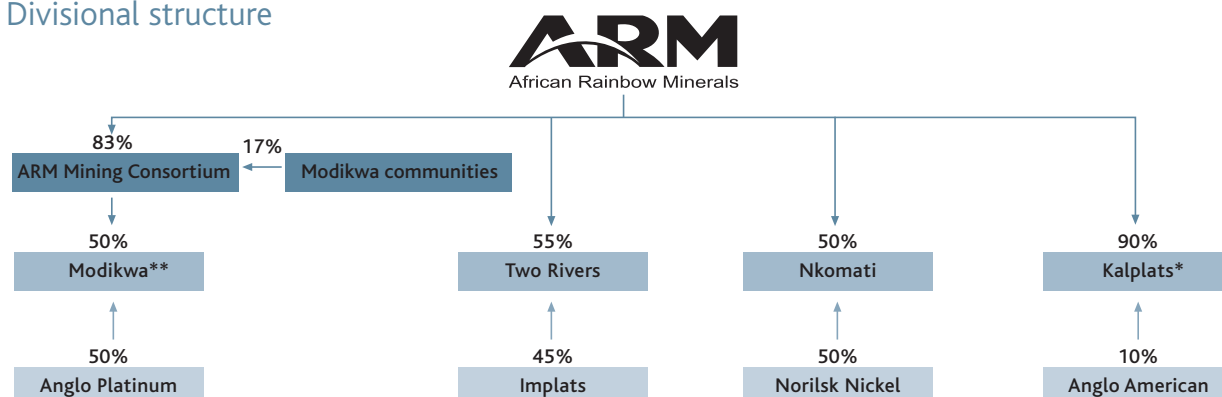 Divisional structure
ARM
African Rainbow Minerals
83%
17%
ARM Mining Consortium
Modikwa communities
50%
55%
50%
90%
Modikwa**
Two Rivers
Nkomati
Kalplats*
50%
45%
50%
10%
Anglo Platinum
Implats
Norilsk Nickel
Anglo American